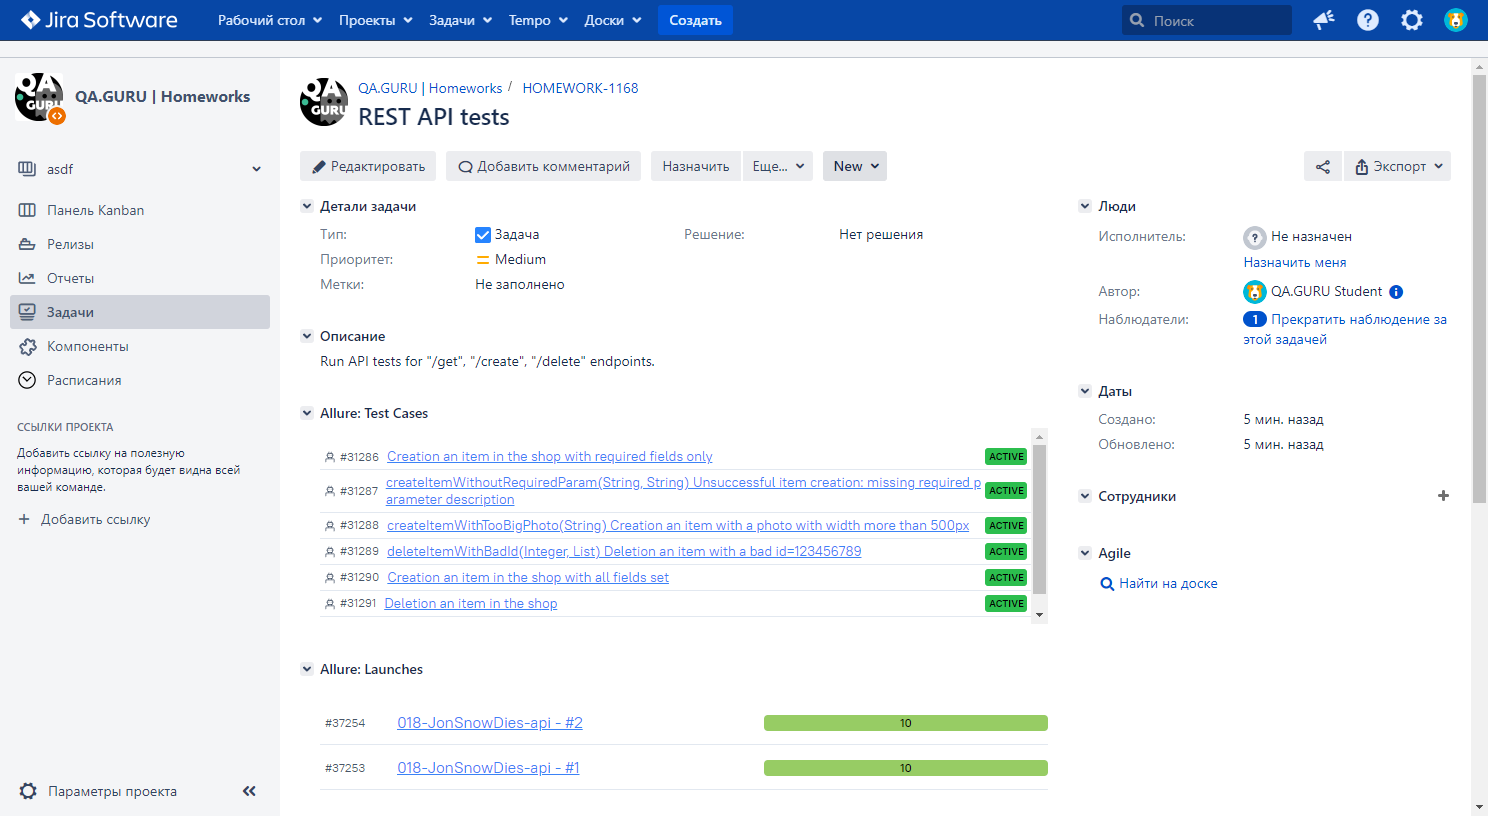 Jira Software Рабочий стол Проекты Задачи Tempo Доски Создать Поиск
QA.GURU | Homeworks
asdf
Панель Kanban
Релизы
Отчеты
Задачи
Компоненты
Расписания
ССЫЛКИ ПРОЕКТА
Добавить ссылку на полезную
информацию, которая будет видна всей
вашей команде.
Добавить ссылку
Параметры проекта
QA.GURU | Homeworks / HOMEWORK-1168
REST API tests
Редактировать Добавить комментарий Назначить Еще... New Экспорт
Детали задачи
Тип: Задача Решение: Нет решения
Приоритет: Medium
Метки: Не заполнено
Описание
Run API tests for "/get", "/create", "/delete" endpoints.
Allure: Test Cases
#31286 Creation an item in the shop with required fields only ACTIVE
#31287 createItemWithoutRequiredParam(String, String) Unsuccessful item creation: missing required p
arameter description ACTIVE
#31288 createItemWithTooBigPhoto(String) Creation an item with a photo with width more than 500px ACTIVE
#31289 deleteItemWithBadId(Integer, List) Deletion an item with a bad id=123456789 ACTIVE
#31290 Creation an item in the shop with all fields set ACTIVE
#31291 Deletion an item in the shop ACTIVE
Allure: Launches
#37254 018-JonSnowDies-api - #2 10
#37253 018-JonSnowDies-api - #1 10
Люди
Исполнитель: Не назначен
Назначить меня
Автор: QA.GURU Student
Наблюдатели: 1 Прекратить наблюдение за
этой задачей
Даты
Создано: 5 мин. назад
Обновлено: 5 мин. назад
Сотрудники
Agile
Найти на доске